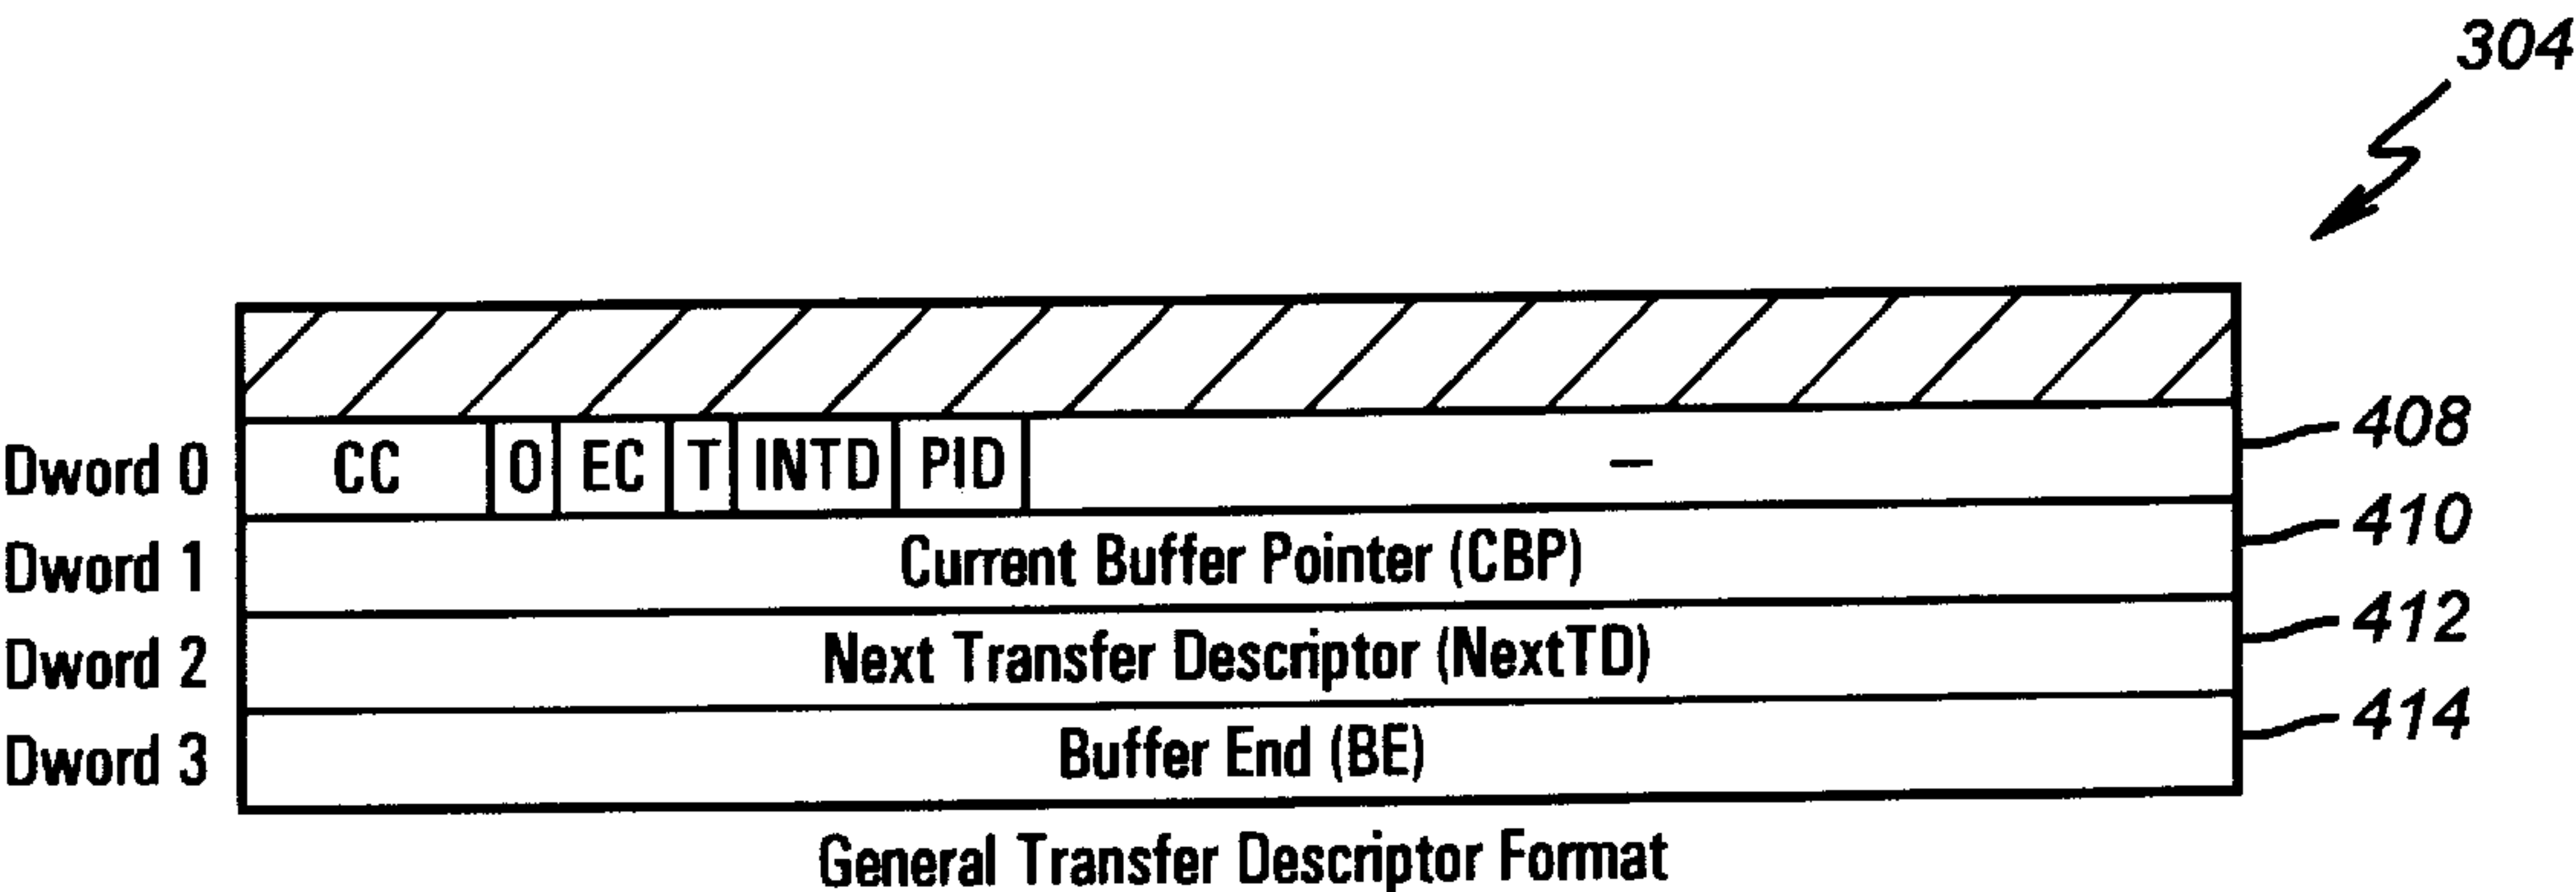 304
Dword 0 CC O EC T INTD PID – 408
Dword 1 Current Buffer Pointer (CBP) 410
Dword 2 Next Transfer Descriptor (NextTD) 412
Dword 3 Buffer End (BE) 414
General Transfer Descriptor Format